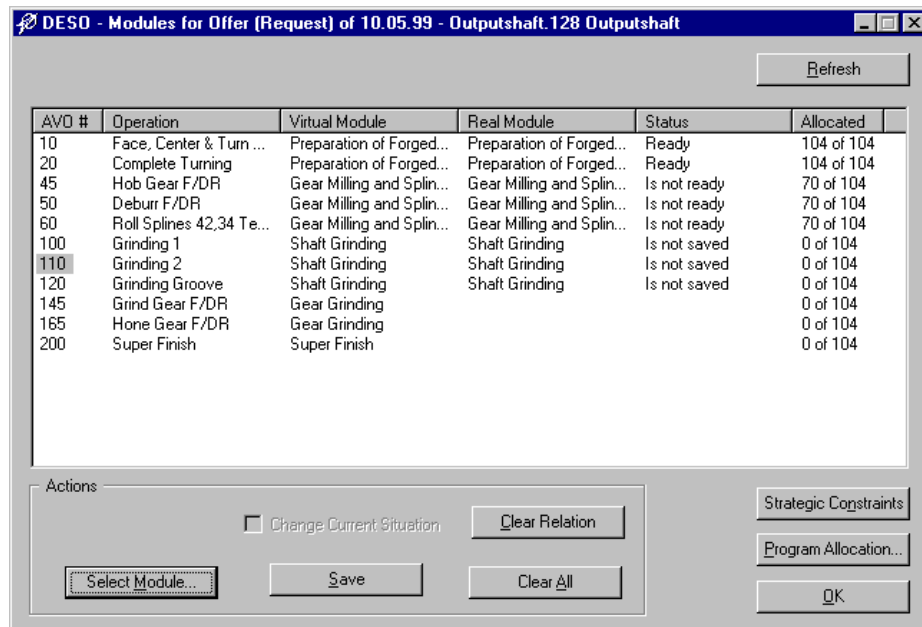 DESO - Modules for Offer (Request) of 10.05.99 - Outputshaft.128 Outputshaft
Refresh
AVO # Operation Virtual Module Real Module Status Allocated
10 Face, Center & Turn ... Preparation of Forged... Preparation of Forged... Ready 104 of 104
20 Complete Turning Preparation of Forged... Preparation of Forged... Ready 104 of 104
45 Hob Gear F/DR Gear Milling and Splin... Gear Milling and Splin... Is not ready 70 of 104
50 Deburr F/DR Gear Milling and Splin... Gear Milling and Splin... Is not ready 70 of 104
60 Roll Splines 42,34 Te... Gear Milling and Splin... Gear Milling and Splin... Is not ready 70 of 104
100 Grinding 1 Shaft Grinding Shaft Grinding Is not saved 0 of 104
110 Grinding 2 Shaft Grinding Shaft Grinding Is not saved 0 of 104
120 Grinding Groove Shaft Grinding Shaft Grinding Is not saved 0 of 104
145 Grind Gear F/DR Gear Grinding 0 of 104
165 Hone Gear F/DR Gear Grinding 0 of 104
200 Super Finish Super Finish 0 of 104
Actions
Change Current Situation
Clear Relation
Select Module...
Save
Clear All
Strategic Constraints
Program Allocation...
OK